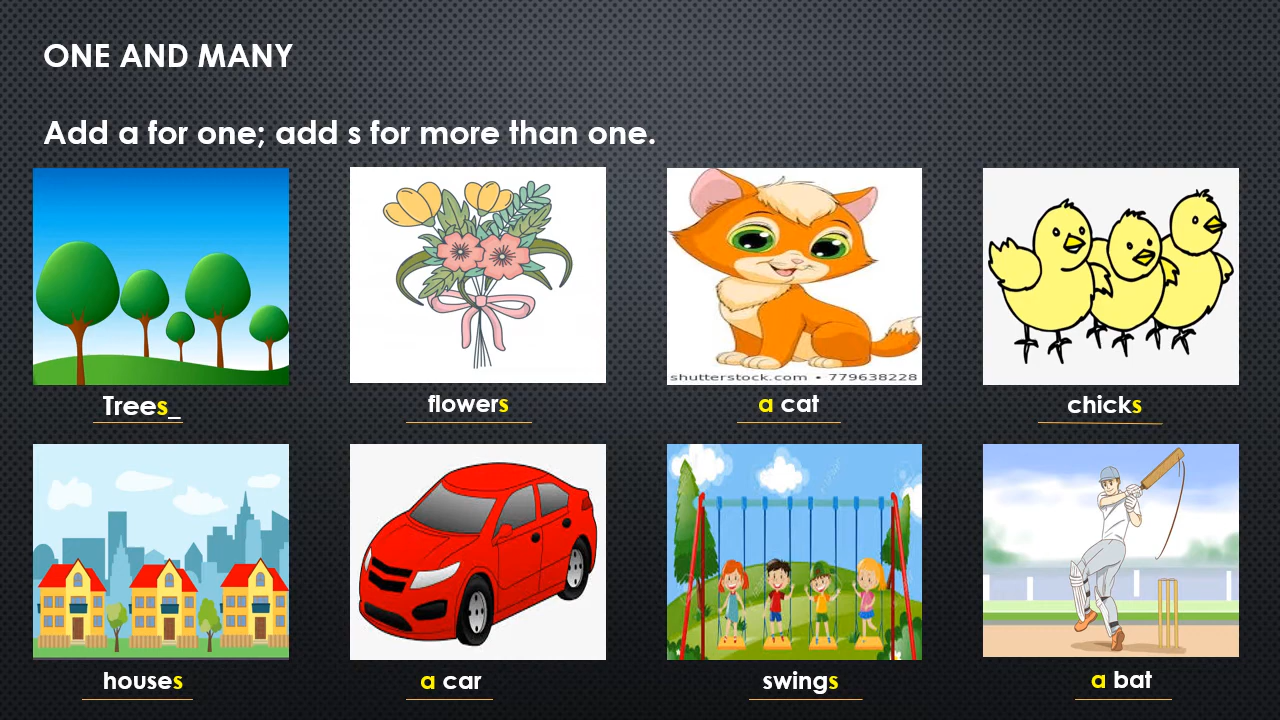 ONE AND MANY
Add a for one; add s for more than one.
shutterstock.com • 779638228
Trees_
flowers
a cat
chicks
houses
a car
swings
a bat